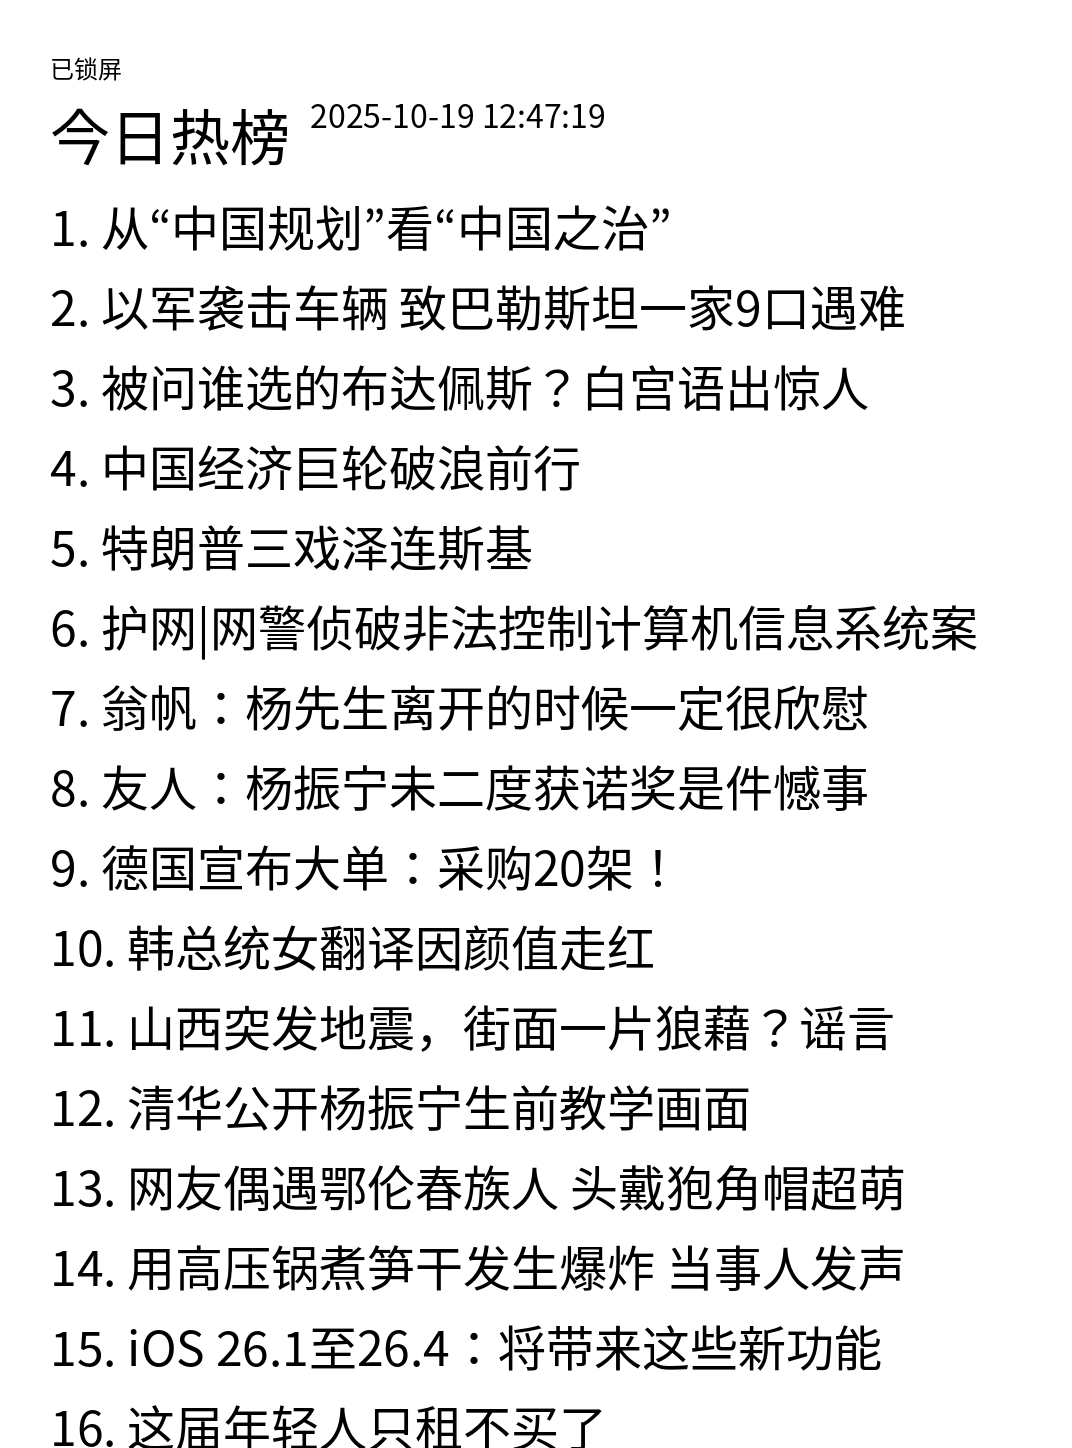 已锁屏
今日热榜 2025-10-19 12:47:19
1. 从“中国规划”看“中国之治”
2. 以军袭击车辆 致巴勒斯坦一家9口遇难
3. 被问谁选的布达佩斯？白宫语出惊人
4. 中国经济巨轮破浪前行
5. 特朗普三戏泽连斯基
6. 护网|网警侦破非法控制计算机信息系统案
7. 翁帆：杨先生离开的时候一定很欣慰
8. 友人：杨振宁未二度获诺奖是件憾事
9. 德国宣布大单：采购20架！
10. 韩总统女翻译因颜值走红
11. 山西突发地震，街面一片狼藉？谣言
12. 清华公开杨振宁生前教学画面
13. 网友偶遇鄂伦春族人 头戴狍角帽超萌
14. 用高压锅煮笋干发生爆炸 当事人发声
15. iOS 26.1至26.4：将带来这些新功能
16. 这届年轻人只租不买了